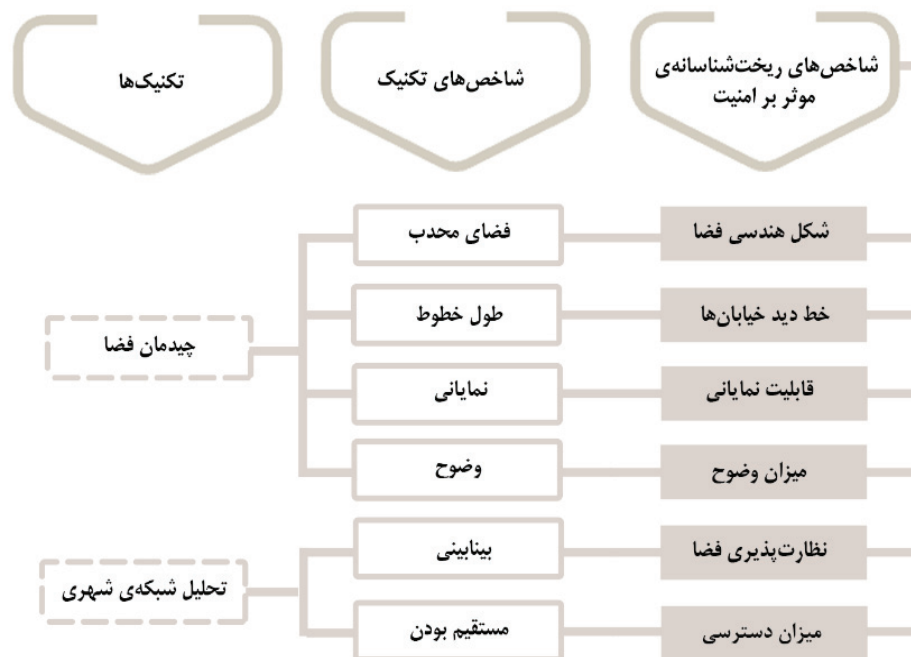 شاخص‌های ریخت‌شناسانه‌ی
موثر بر امنیت
شاخص‌های تکنیک
تکنیک‌ها
شکل هندسی فضا
فضای محدب
خط دید خیابان‌ها
طول خطوط
چیدمان فضا
قابلیت نمایانی
نمایانی
میزان وضوح
وضوح
نظارت‌پذیری فضا
بینابینی
تحلیل شبکه‌ی شهری
میزان دسترسی
مستقیم بودن